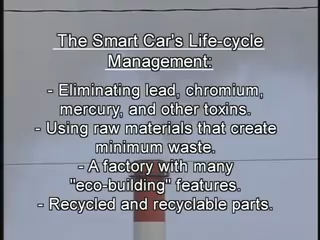 The Smart Car's Life-cycle
Management:
- Eliminating lead, chromium,
mercury, and other toxins.
- Using raw materials that create
minimum waste.
- A factory with many
"eco-building" features.
- Recycled and recyclable parts.